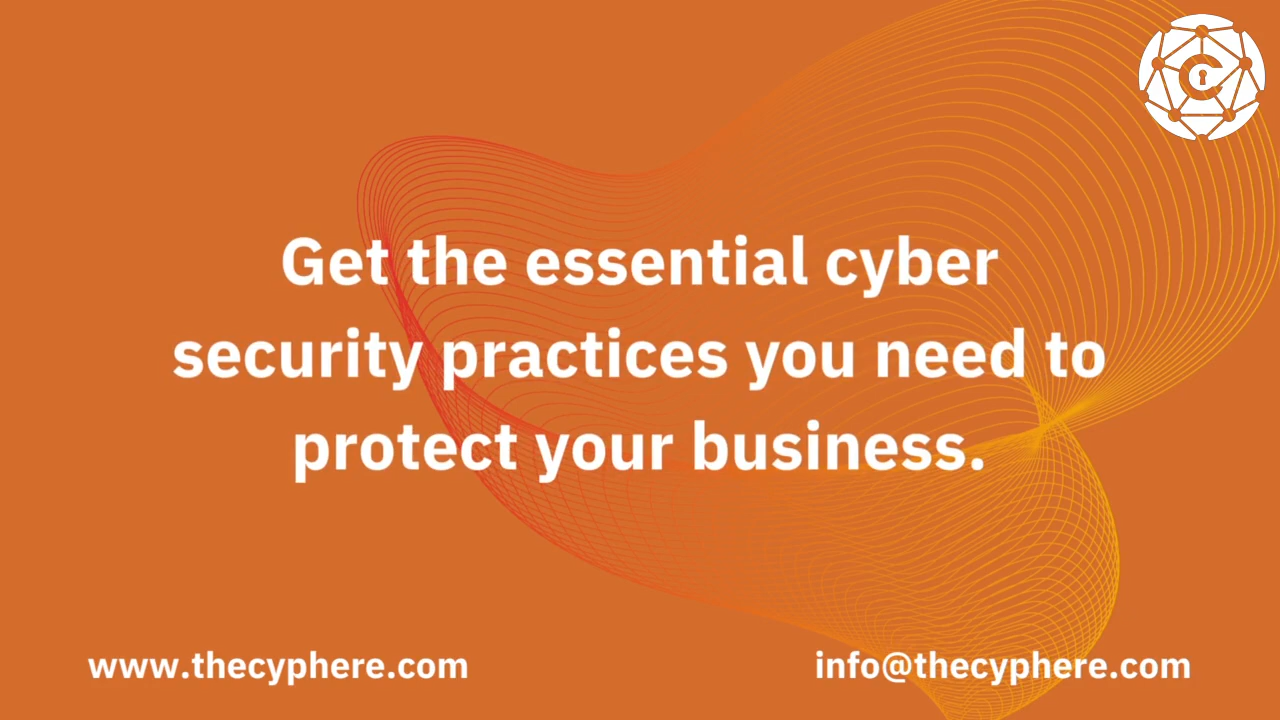 Get the essential cyber
security practices you need to
protect your business.
www.thecyphere.com
info@thecyphere.com